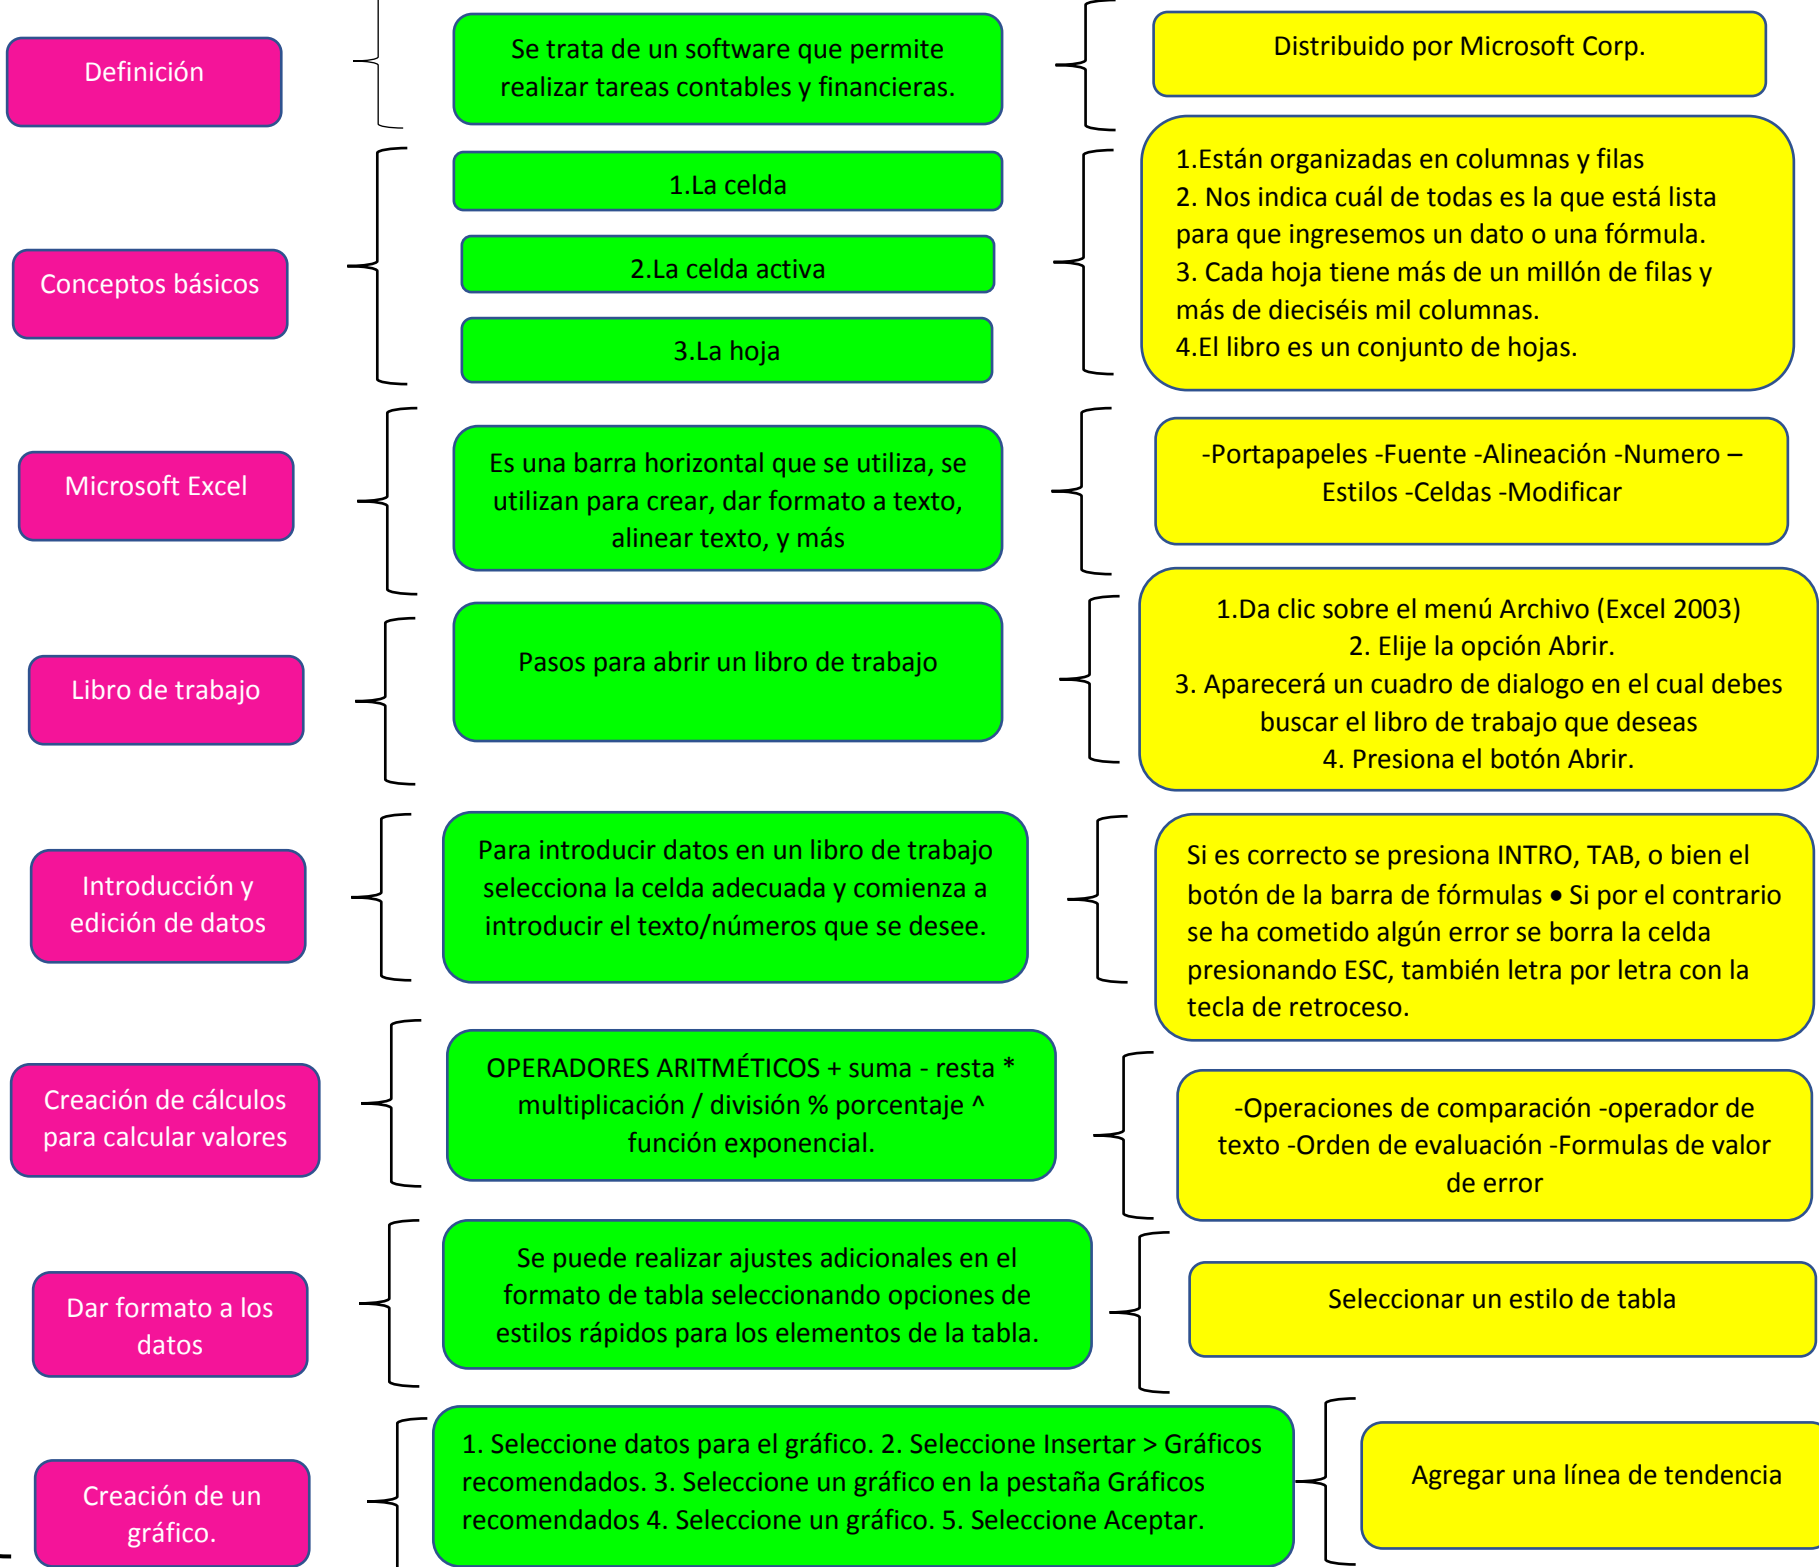 Definición
Se trata de un software que permite
realizar tareas contables y financieras.
Distribuido por Microsoft Corp.
Conceptos básicos
1.La celda
2.La celda activa
3.La hoja
1.Están organizadas en columnas y filas
2. Nos indica cuál de todas es la que está lista
para que ingresemos un dato o una fórmula.
3. Cada hoja tiene más de un millón de filas y
más de dieciséis mil columnas.
4.El libro es un conjunto de hojas.
Microsoft Excel
Es una barra horizontal que se utiliza, se
utilizan para crear, dar formato a texto,
alinear texto, y más
-Portapapeles -Fuente -Alineación -Numero –
Estilos -Celdas -Modificar
Libro de trabajo
Pasos para abrir un libro de trabajo
1.Da clic sobre el menú Archivo (Excel 2003)
2. Elije la opción Abrir.
3. Aparecerá un cuadro de dialogo en el cual debes
buscar el libro de trabajo que deseas
4. Presiona el botón Abrir.
Introducción y
edición de datos
Para introducir datos en un libro de trabajo
selecciona la celda adecuada y comienza a
introducir el texto/números que se desee.
Si es correcto se presiona INTRO, TAB, o bien el
botón de la barra de fórmulas • Si por el contrario
se ha cometido algún error se borra la celda
presionando ESC, también letra por letra con la
tecla de retroceso.
Creación de cálculos
para calcular valores
OPERADORES ARITMÉTICOS + suma - resta *
multiplicación / división % porcentaje ^
función exponencial.
-Operaciones de comparación -operador de
texto -Orden de evaluación -Formulas de valor
de error
Dar formato a los
datos
Se puede realizar ajustes adicionales en el
formato de tabla seleccionando opciones de
estilos rápidos para los elementos de la tabla.
Seleccionar un estilo de tabla
Creación de un
gráfico.
1. Seleccione datos para el gráfico. 2. Seleccione Insertar > Gráficos
recomendados. 3. Seleccione un gráfico en la pestaña Gráficos
recomendados 4. Seleccione un gráfico. 5. Seleccione Aceptar.
Agregar una línea de tendencia